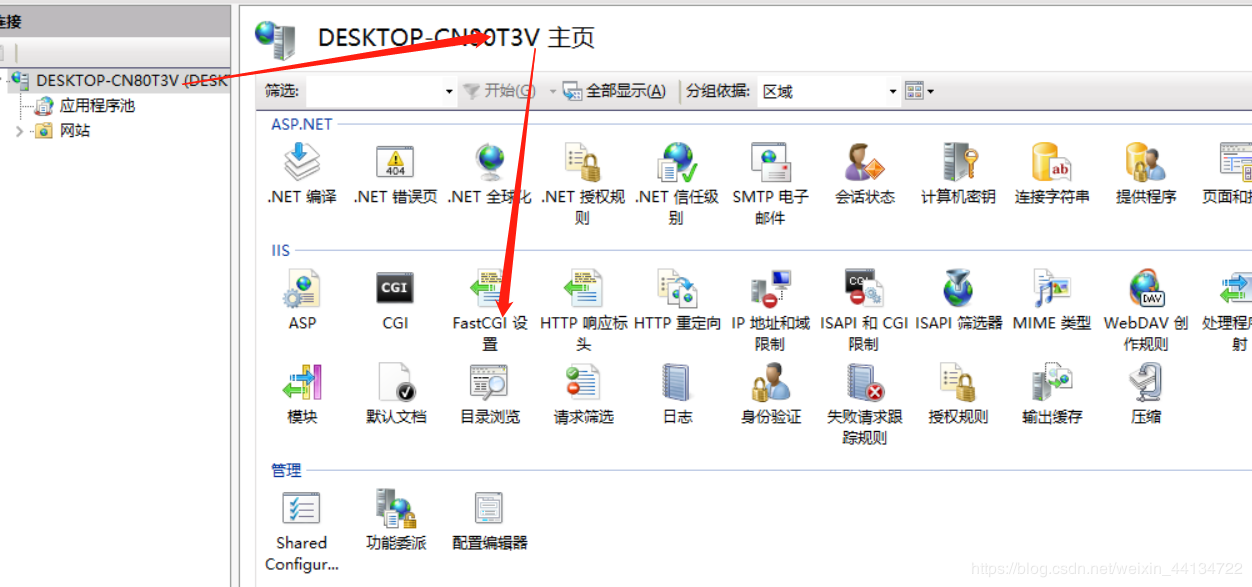 连接
DESKTOP-CN80T3V 主页
DESKTOP-CN80T3V (DESK
应用程序池
网站
筛选:
开始(G)
全部显示(A)
分组依据:
区域
ASP.NET
.NET 编译
.NET 错误页
.NET 全球化
.NET 授权规
则
.NET 信任级
别
SMTP 电子
邮件
会话状态
计算机密钥
连接字符串
提供程序
页面和控
IIS
ASP
CGI
FastCGI 设
置
HTTP 响应标
头
HTTP 重定向
IP 地址和域
限制
ISAPI 和 CGI
限制
ISAPI 筛选器
MIME 类型
WebDAV 创
作规则
处理程序
射
模块
默认文档
目录浏览
请求筛选
日志
身份验证
失败请求跟
踪规则
授权规则
输出缓存
压缩
管理
Shared
Configur...
功能委派
配置编辑器
https://blog.csdn.net/weixin_44134722